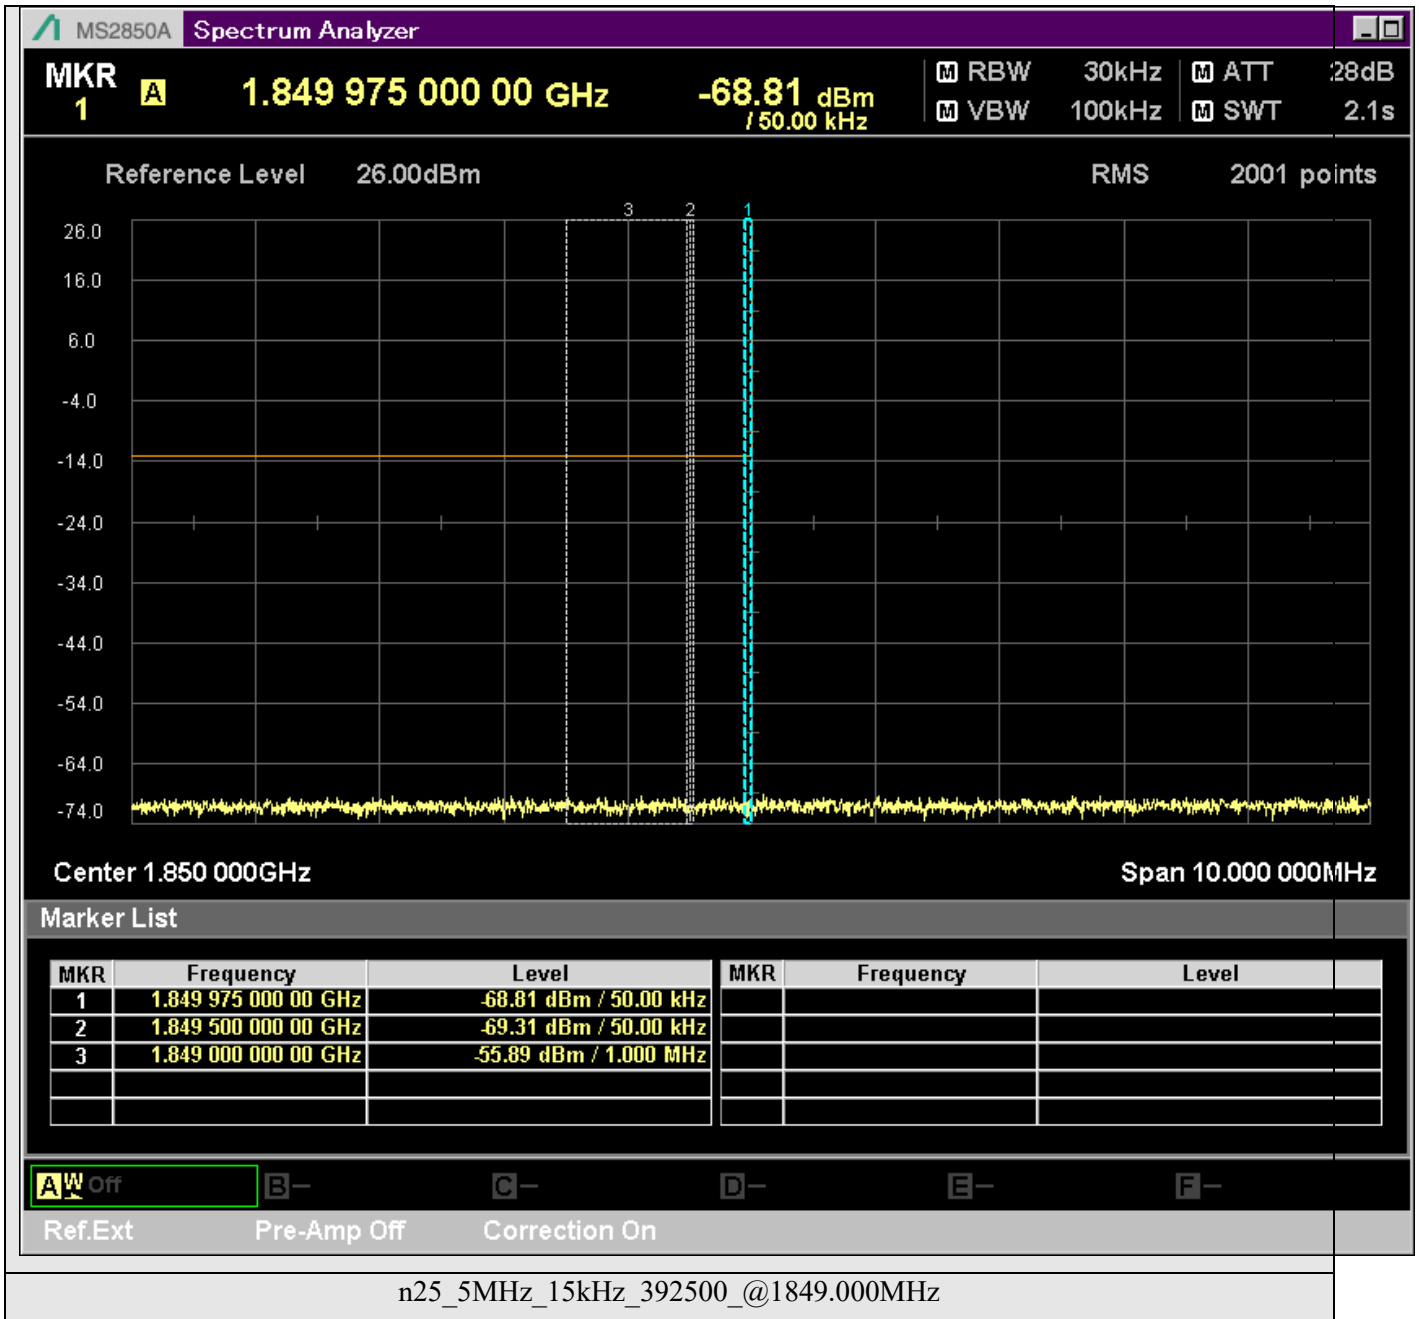 MS2850A Spectrum Analyzer
MKR 1 A 1.849 975 000 00 GHz -68.81 dBm / 50.00 kHz
M RBW 30kHz M ATT 28dB
M VBW 100kHz M SWT 2.1s
Reference Level 26.00dBm RMS 2001 points
3 2 1
26.0
16.0
6.0
-4.0
-14.0
-24.0
-34.0
-44.0
-54.0
-64.0
-74.0
Center 1.850 000GHz Span 10.000 000MHz
Marker List
MKR Frequency Level MKR Frequency Level
1 1.849 975 000 00 GHz -68.81 dBm / 50.00 kHz
2 1.849 500 000 00 GHz -69.31 dBm / 50.00 kHz
3 1.849 000 000 00 GHz -55.89 dBm / 1.000 MHz
A W Off B- C- D- E- F-
Ref.Ext Pre-Amp Off Correction On
n25_5MHz_15kHz_392500_@1849.000MHz